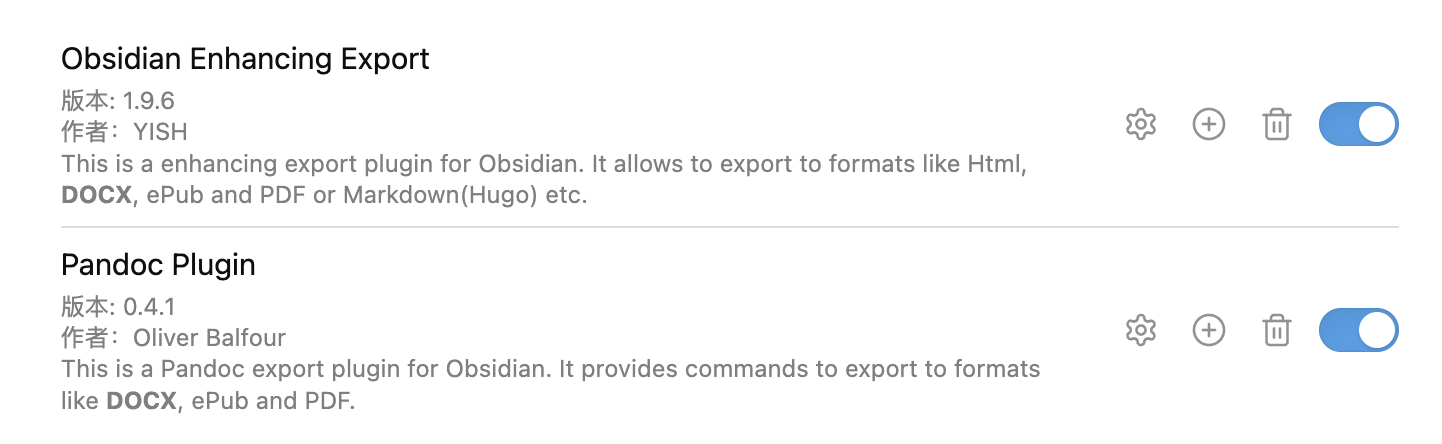 Obsidian Enhancing Export
版本: 1.9.6
作者：YISH
This is a enhancing export plugin for Obsidian. It allows to export to formats like Html,
DOCX, ePub and PDF or Markdown(Hugo) etc.
Pandoc Plugin
版本: 0.4.1
作者：Oliver Balfour
This is a Pandoc export plugin for Obsidian. It provides commands to export to formats
like DOCX, ePub and PDF.